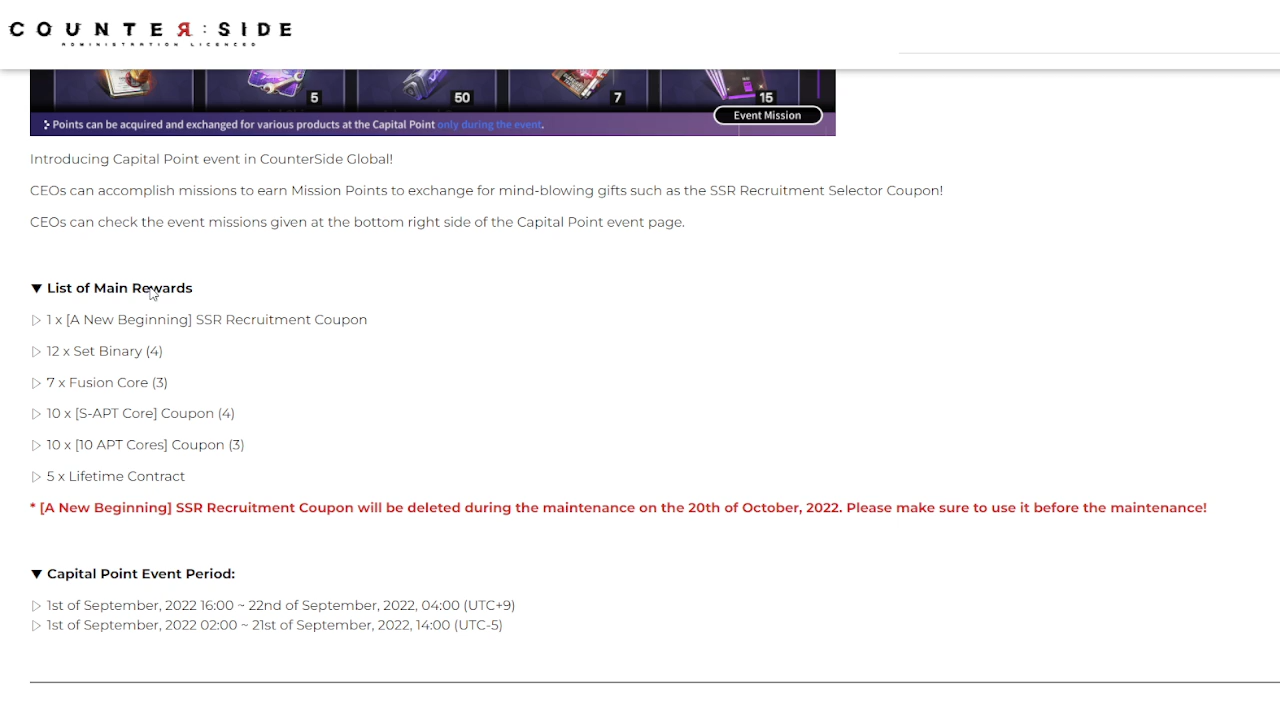 COUNTER:SIDE
ADMINISTRATION LICENCED
5
50
7
15
Points can be acquired and exchanged for various products at the Capital Point only during the event.
Event Mission
Introducing Capital Point event in CounterSide Global!
CEOs can accomplish missions to earn Mission Points to exchange for mind-blowing gifts such as the SSR Recruitment Selector Coupon!
CEOs can check the event missions given at the bottom right side of the Capital Point event page.
▼ List of Main Rewards
▷ 1 x [A New Beginning] SSR Recruitment Coupon
▷ 12 x Set Binary (4)
▷ 7 x Fusion Core (3)
▷ 10 x [S-APT Core] Coupon (4)
▷ 10 x [10 APT Cores] Coupon (3)
▷ 5 x Lifetime Contract
* [A New Beginning] SSR Recruitment Coupon will be deleted during the maintenance on the 20th of October, 2022. Please make sure to use it before the maintenance!
▼ Capital Point Event Period:
▷ 1st of September, 2022 16:00 ~ 22nd of September, 2022, 04:00 (UTC+9)
▷ 1st of September, 2022 02:00 ~ 21st of September, 2022, 14:00 (UTC-5)